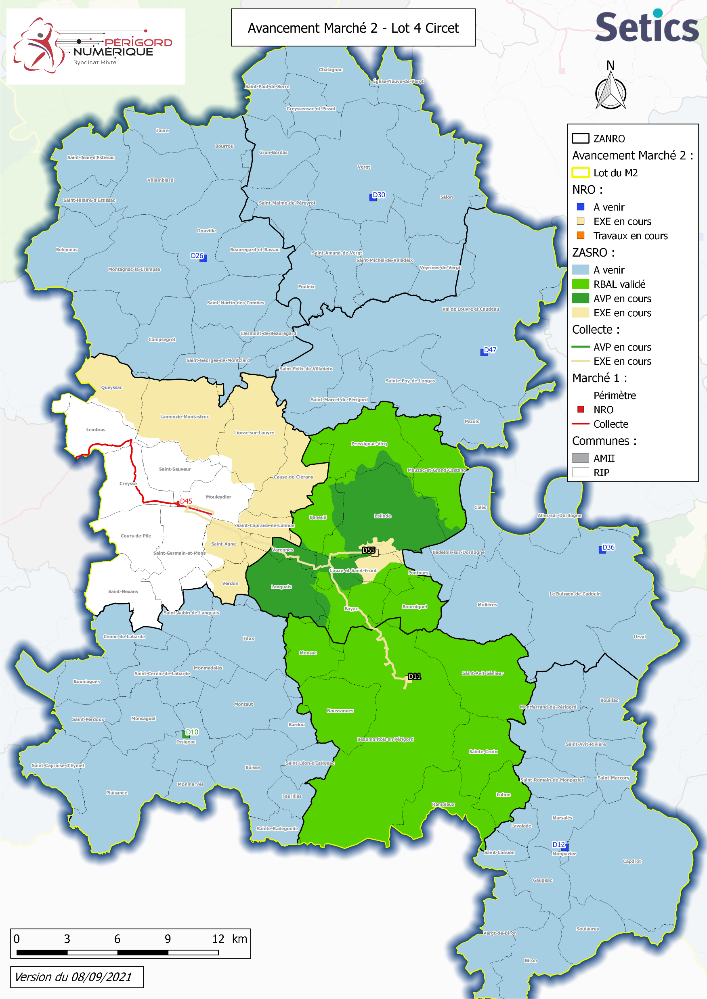 PÉRIGORD
NUMÉRIQUE
Syndicat Mixte
Avancement Marché 2 - Lot 4 Circet
Setics
N
ZANRO
Avancement Marché 2 :
Lot du M2
NRO :
A venir
EXE en cours
Travaux en cours
ZASRO :
A venir
RBAL validé
AVP en cours
EXE en cours
Collecte :
AVP en cours
EXE en cours
Marché 1 :
Périmètre
NRO
Collecte
Communes :
AMII
RIP
Chalagnac
Église-Neuve-de-Vergt
Saint-Paul-de-Serre
Creyssensac-et-Pissot
Jaure
Bourrou
Grun-Bordas
Saint-Jean-d'Estissac
Vergt
Villamblard
D30
Salon
Saint-Hilaire-d'Estissac
Saint-Maime-de-Péreyrol
Douville
Beleymas
Beauregard-et-Bassac
Saint-Amand-de-Vergt
D26
Saint-Michel-de-Villadeix
Veyrines-de-Vergt
Montagnac-la-Crempse
Fouleix
Saint-Martin-des-Combes
Val de Louyre et Caudeau
Clermont-de-Beauregard
Campsegret
D47
Saint-Georges-de-Montclard
Saint-Félix-de-Villadeix
Sainte-Foy-de-Longas
Queyssac
Saint-Marcel-du-Périgord
Lamonzie-Montastruc
Pezuls
Lembras
Liorac-sur-Louyre
Pressignac-Vicq
Saint-Sauveur
Mauzac-et-Grand-Castang
Cause-de-Clérans
Creysse
Mouleydier
D45
Calès
Baneuil
Lalinde
Alles-sur-Dordogne
Saint-Capraise-de-Lalinde
Cours-de-Pile
Saint-Agne
D36
Varennes
D55
Badefols-sur-Dordogne
Saint-Germain-et-Mons
Couze-et-Saint-Front
Pontours
Verdon
Lanquais
Saint-Nexans
Le Buisson-de-Cadouin
Molières
Bourniquel
Bayac
Saint-Aubin-de-Lanquais
Conne-de-Labarde
Faux
Urval
Monsac
Monmadalès
Saint-Cernin-de-Labarde
Saint-Avit-Sénieur
D11
Bouniagues
Bouillac
Montaut
Montferrand-du-Périgord
Naussannes
Saint-Perdoux
Monsaguel
Bardou
D10
Issigeac
Beaumontois en Périgord
Saint-Avit-Rivière
Sainte-Croix
Saint-Léon-d'Issigeac
Saint-Capraise-d'Eymet
Boisse
Saint-Marcory
Saint-Romain-de-Monpazier
Monmarvès
Plaisance
Lolme
Faurilles
Rampieux
Marsalès
Lavalade
Sainte-Radegonde
D12
Saint-Cassien
Monpazier
Capdrot
Gaugeac
Soulaures
Vergt-de-Biron
Biron
0 3 6 9 12 km
Version du 08/09/2021